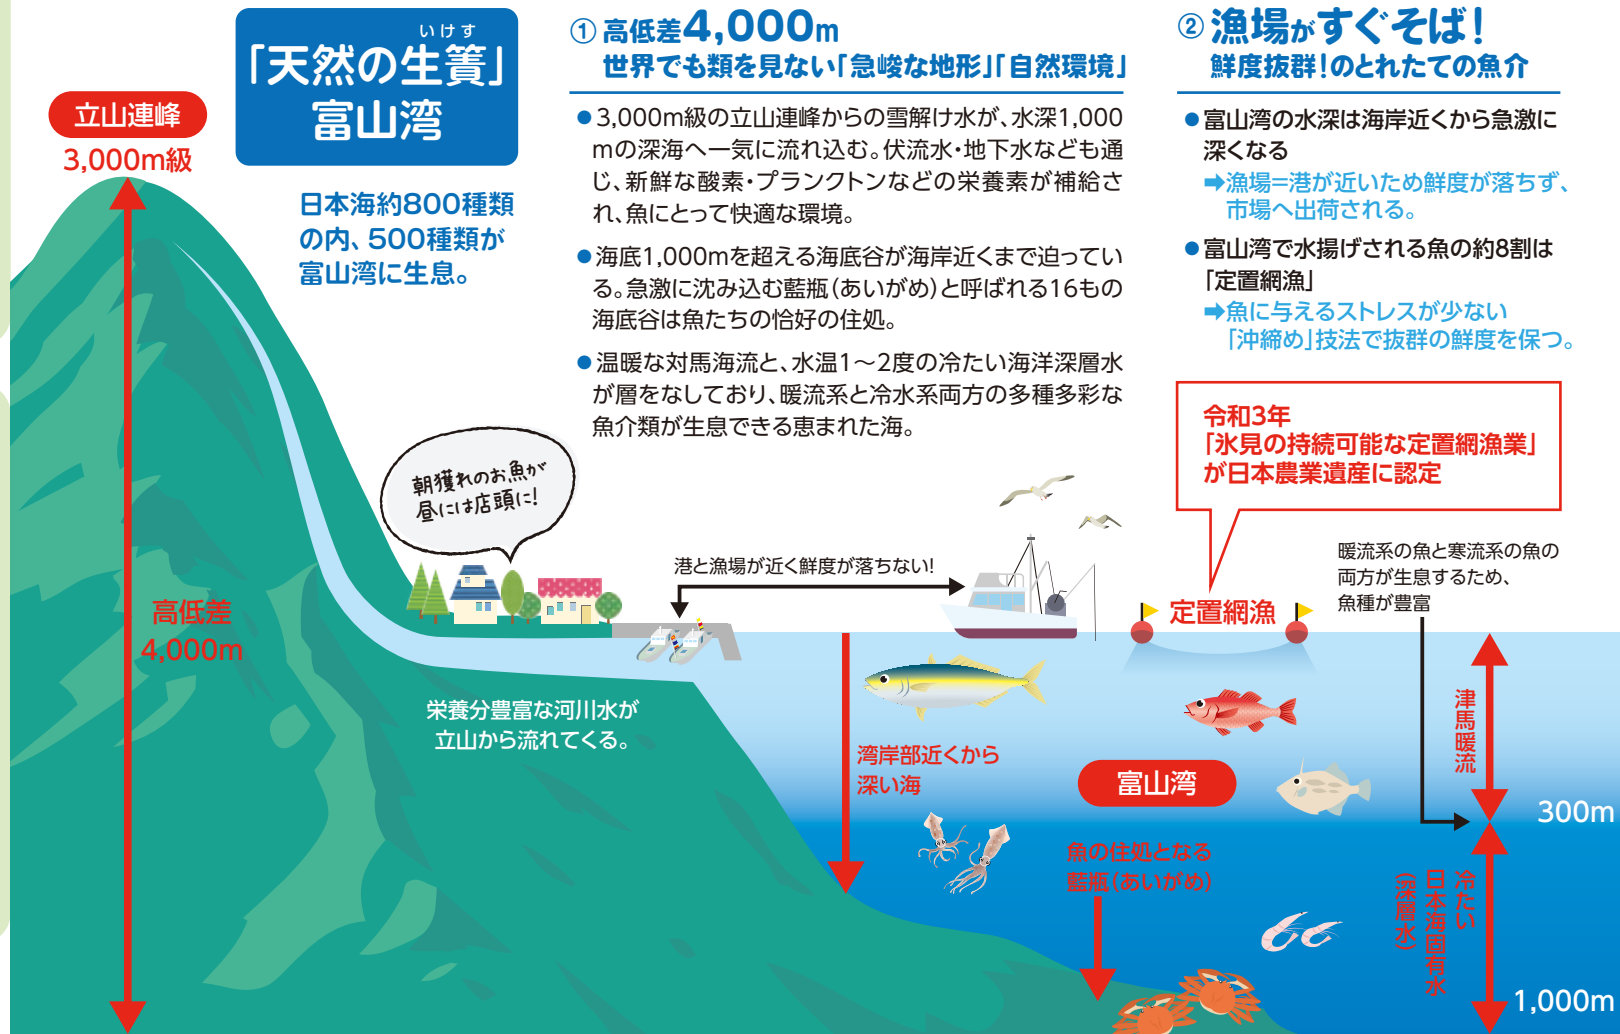 いけす
「天然の生簀」
富山湾
立山連峰
3,000m級
日本海約800種類
の内、500種類が
富山湾に生息。
① 高低差4,000m
世界でも類を見ない「急峻な地形」「自然環境」
●3,000m級の立山連峰からの雪解け水が、水深1,000
mの深海へ一気に流れ込む。伏流水・地下水なども通
じ、新鮮な酸素・プランクトンなどの栄養素が補給さ
れ、魚にとって快適な環境。
●海底1,000mを超える海底谷が海岸近くまで迫ってい
る。急激に沈み込む藍瓶(あいがめ)と呼ばれる16もの
海底谷は魚たちの恰好の住処。
●温暖な対馬海流と、水温1～2度の冷たい海洋深層水
が層をなしており、暖流系と冷水系両方の多種多彩な
魚介類が生息できる恵まれた海。
② 漁場がすぐそば!
鮮度抜群!のとれたての魚介
●富山湾の水深は海岸近くから急激に
深くなる
➡漁場=港が近いため鮮度が落ちず、
市場へ出荷される。
●富山湾で水揚げされる魚の約8割は
「定置網漁」
➡魚に与えるストレスが少ない
「沖締め」技法で抜群の鮮度を保つ。
令和3年
「氷見の持続可能な定置網漁業」
が日本農業遺産に認定
朝獲れのお魚が
昼には店頭に!
港と漁場が近く鮮度が落ちない!
定置網漁
暖流系の魚と寒流系の魚の
両方が生息するため、
魚種が豊富
高低差
4,000m
栄養分豊富な河川水が
立山から流れてくる。
湾岸部近くから
深い海
富山湾
津馬暖流
300m
魚の住処となる
藍瓶(あいがめ)
冷たい
日本海固有水
(深層水)
1,000m